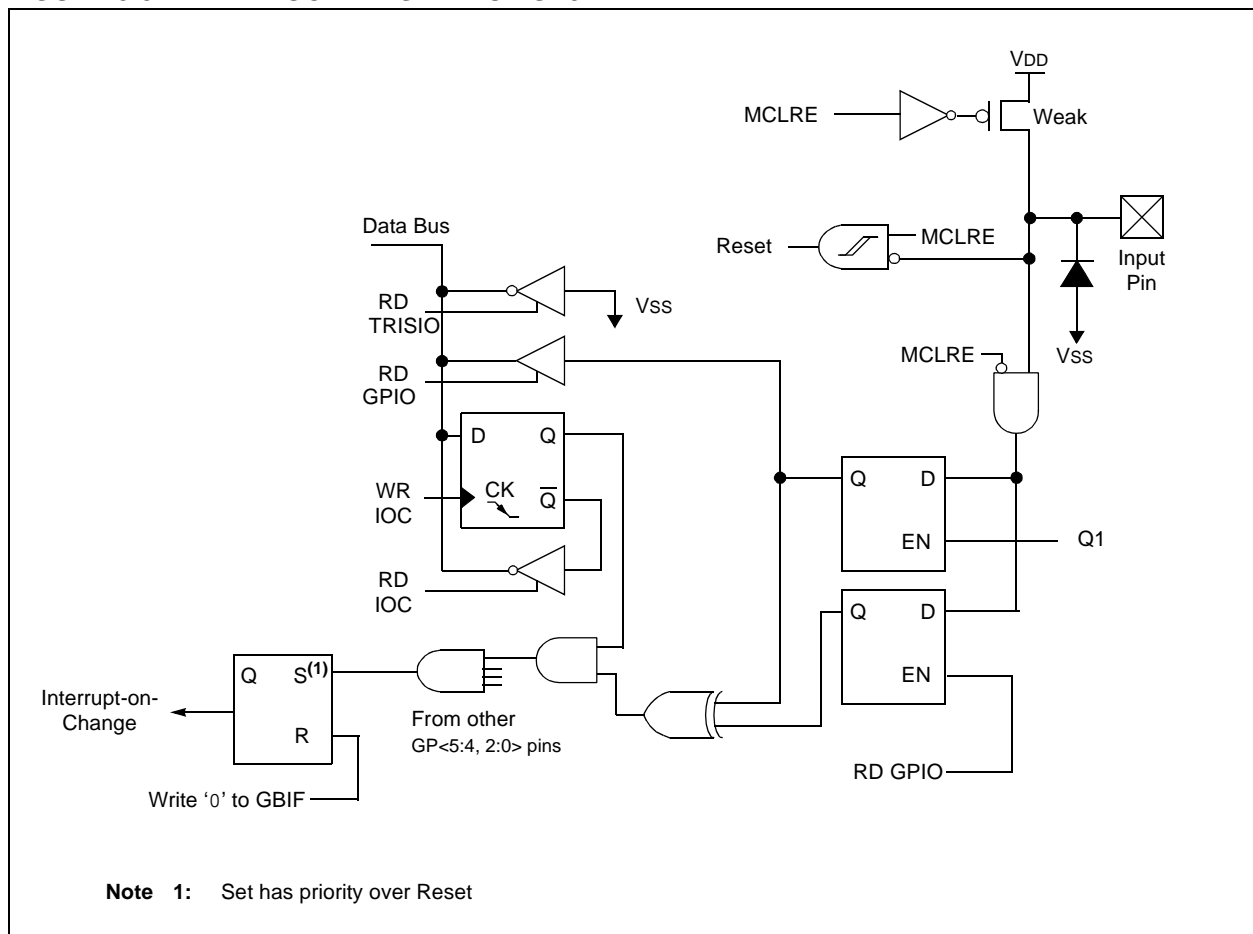 VDD
MCLRE
Weak
Data Bus
Reset
MCLRE
Input
Pin
RD
TRISIO
VSS
MCLRE
VSS
RD
GPIO
D
Q
Q
D
WR
IOC
CK
Q
EN
Q1
RD
IOC
Q
D
Q
S(1)
EN
Interrupt-on-
Change
From other
GP<5:4, 2:0> pins
R
RD GPIO
Write ‘0’ to GBIF
Note 1: Set has priority over Reset